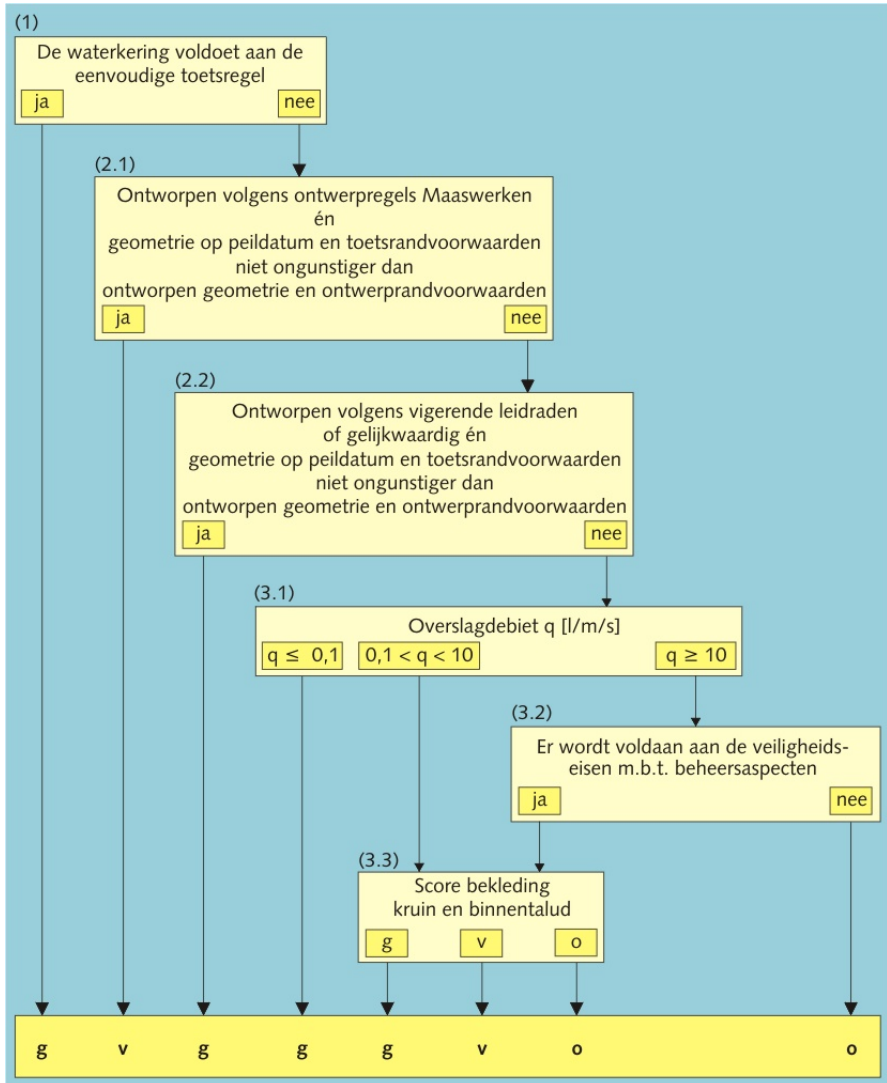 (1)
De waterkering voldoet aan de
eenvoudige toetsregel
ja nee
(2.1)
Ontworpen volgens ontwerpregels Maaswerken
én
geometrie op peildatum en toetsrandvoorwaarden
niet ongunstiger dan
ontworpen geometrie en ontwerprandvoorwaarden
ja nee
(2.2)
Ontworpen volgens vigerende leidraden
of gelijkwaardig én
geometrie op peildatum en toetsrandvoorwaarden
niet ongunstiger dan
ontworpen geometrie en ontwerprandvoorwaarden
ja nee
(3.1)
Overslagdebiet q [l/m/s]
q ≤ 0,1 0,1 < q < 10 q ≥ 10
(3.2)
Er wordt voldaan aan de veiligheids-
eisen m.b.t. beheersaspecten
ja nee
(3.3)
Score bekleding
kruin en binnentalud
g v o
g v g g g v o o